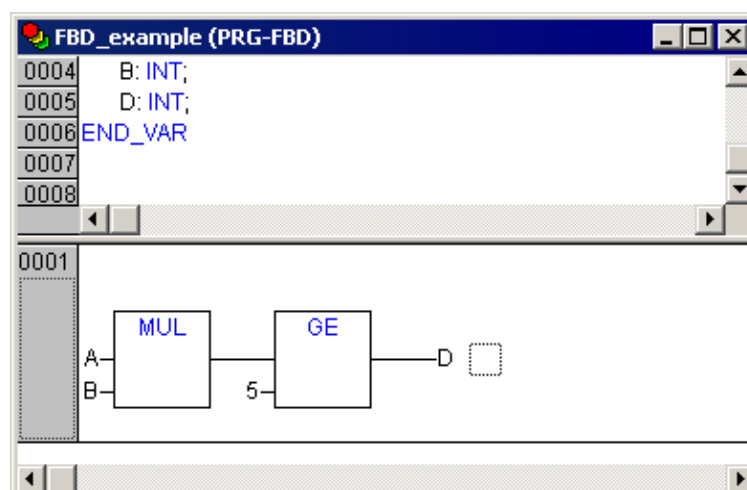 FBD_example (PRG-FBD)
0004 B: INT;
0005 D: INT;
0006 END_VAR
0007
0008
0001
MUL GE
A D
B 5